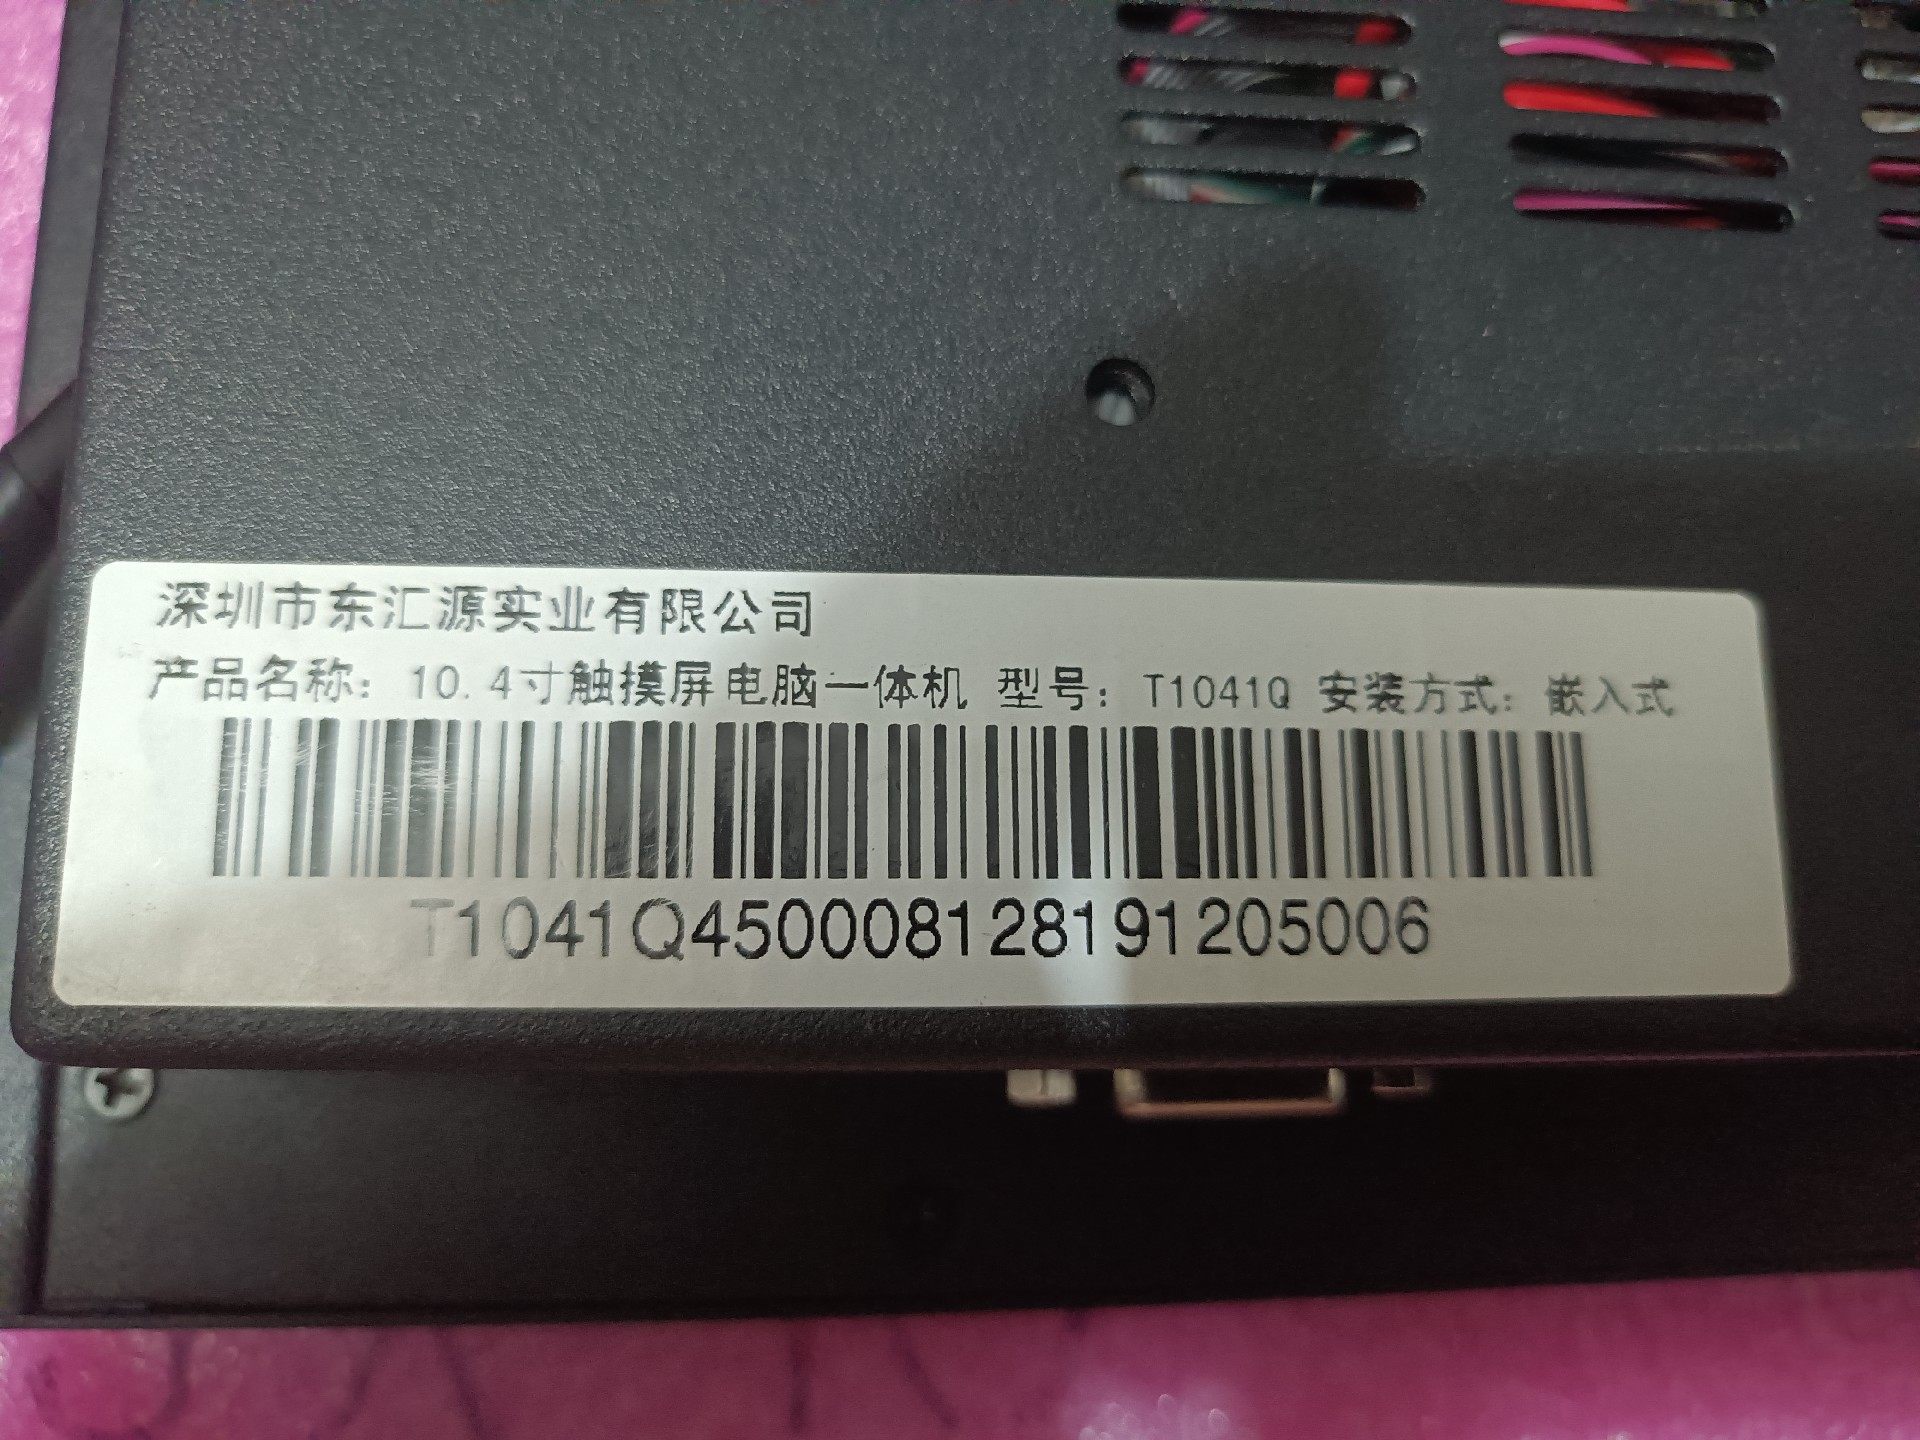 深圳市东汇源实业有限公司
产品名称: 10.4寸触摸屏电脑一体机 型号: T1041Q 安装方式: 嵌入式
T1041Q450008128191205006